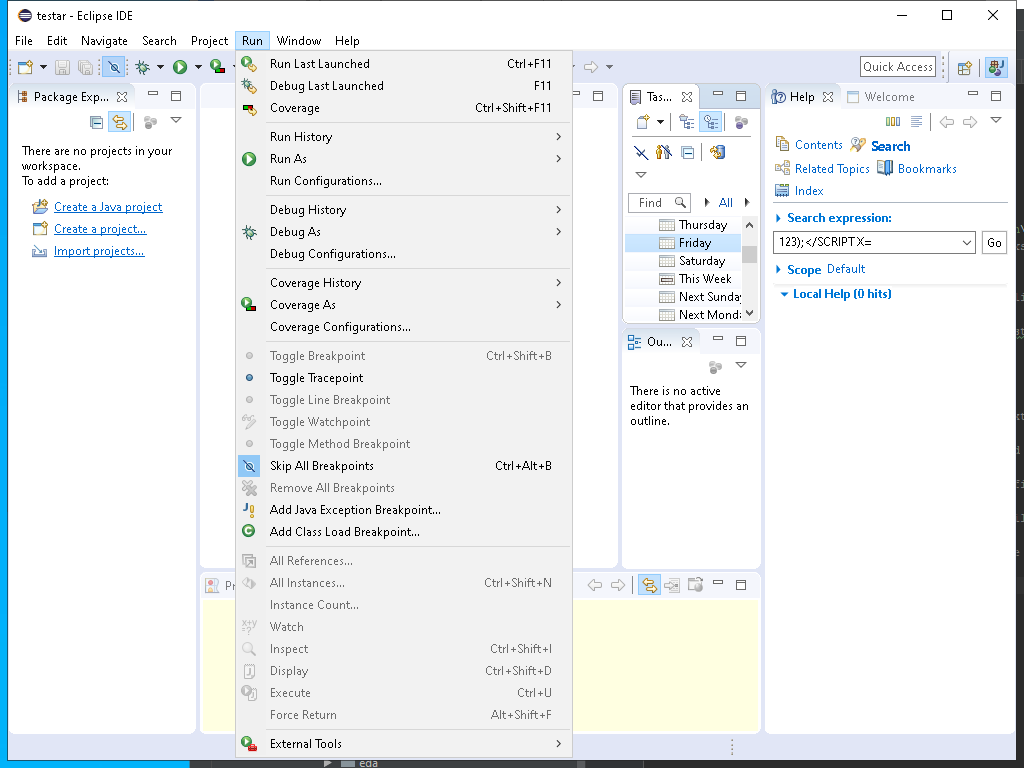 testar - Eclipse IDE
File Edit Navigate Search Project Run Window Help
Quick Access
Package Exp...
There are no projects in your
workspace.
To add a project:
Create a Java project
Create a project...
Import projects...
Run Last Launched Ctrl+F11
Debug Last Launched F11
Coverage Ctrl+Shift+F11
Run History
Run As
Run Configurations...
Debug History
Debug As
Debug Configurations...
Coverage History
Coverage As
Coverage Configurations...
Toggle Breakpoint Ctrl+Shift+B
Toggle Tracepoint
Toggle Line Breakpoint
Toggle Watchpoint
Toggle Method Breakpoint
Skip All Breakpoints Ctrl+Alt+B
Remove All Breakpoints
Add Java Exception Breakpoint...
Add Class Load Breakpoint...
All References...
All Instances... Ctrl+Shift+N
Instance Count...
Watch
Inspect Ctrl+Shift+I
Display Ctrl+Shift+D
Execute Ctrl+U
Force Return Alt+Shift+F
External Tools
Pr
Tas...
Find All
Thursday
Friday
Saturday
This Week
Next Sunday
Next Mond
Ou...
There is no active
editor that provides an
outline.
Help Welcome
Contents Search
Related Topics Bookmarks
Index
Search expression:
123);</SCRIPTX= Go
Scope Default
Local Help (0 hits)
eda